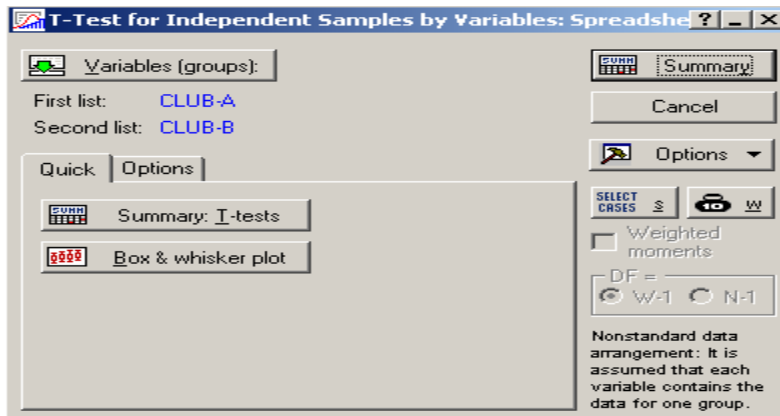 T-Test for Independent Samples by Variables: Spreadshe
Variables (groups):
First list: CLUB-A
Second list: CLUB-B
Quick Options
Summary: T-tests
Box & whisker plot
Summary
Cancel
Options
SELECT CASES S W
Weighted
moments
DF =
W-1 N-1
Nonstandard data
arrangement: It is
assumed that each
variable contains the
data for one group.